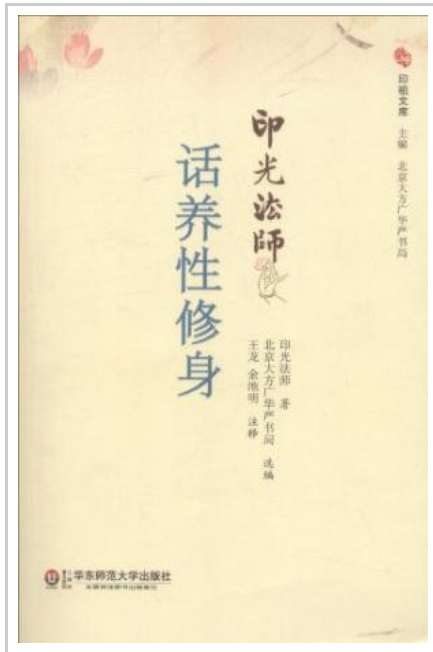 印祖文库 主编 北京大方广华严书局
印光法師
话养性修身
印光法师 著
北京大方广华严书局 选编
王龙 余池明 注释
华东师范大学出版社